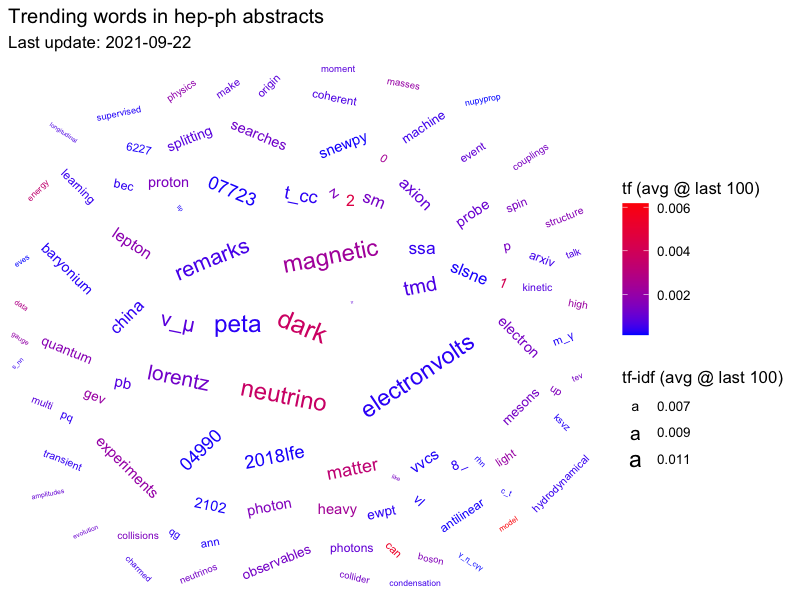 Trending words in hep-ph abstracts
Last update: 2021-09-22
moment
physics
make
origin
coherent
masses
nupyprop
supervised
longitudinal
6227
splitting
searches
snewpy
machine
0
event
couplings
energy
learning
bec
proton
07723
t_cc
z
2
sm
axion
probe
spin
structure
lepton
remarks
magnetic
ssa
slsne
p
arxiv
talk
eves
baryonium
tmd
1
kinetic
high
data
china
ν_μ
peta
dark
electron
m_γ
gauge
quantum
s_nn
pb
lorentz
neutrino
electronvolts
tev
up
mesons
ksvz
gev
multi
pq
experiments
04990
2018lfe
matter
vvcs
8_
rhn
light
transient
hydrodynamical
amplitudes
2102
photon
heavy
ewpt
antilinear
c_t
model
evolution
collisions
qg
ann
observables
photons
can
boson
charmed
neutrinos
collider
condensation
tf (avg @ last 100)
0.006
0.004
0.002
tf-idf (avg @ last 100)
a 0.007
a 0.009
a 0.011